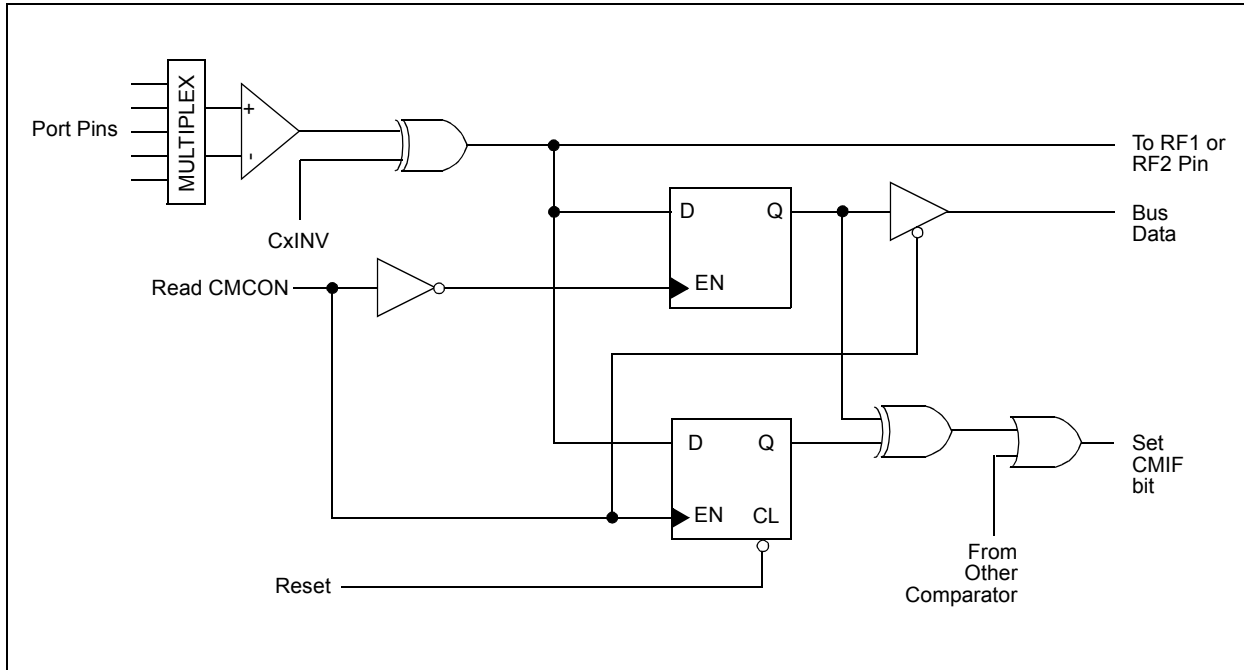 MULTIPLEX
+
-
Port Pins
CxINV
To RF1 or
RF2 Pin
D
Q
EN
Bus
Data
Read CMCON
D
Q
EN
CL
Set
CMIF
bit
From
Other
Comparator
Reset